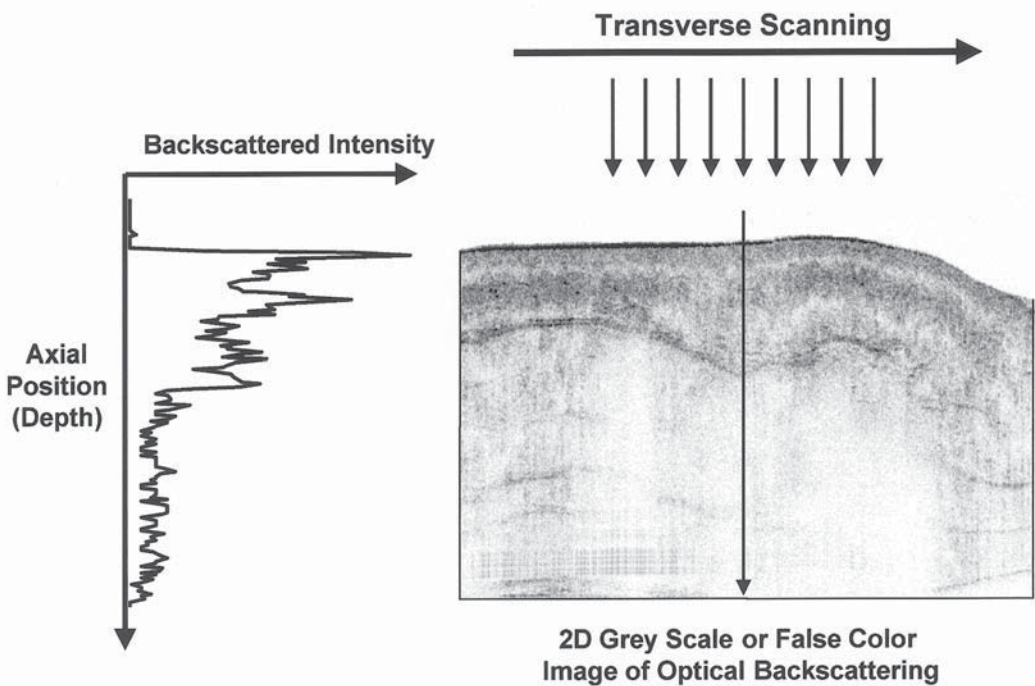 Transverse Scanning
Backscattered Intensity
Axial
Position
(Depth)
2D Grey Scale or False Color
Image of Optical Backscattering